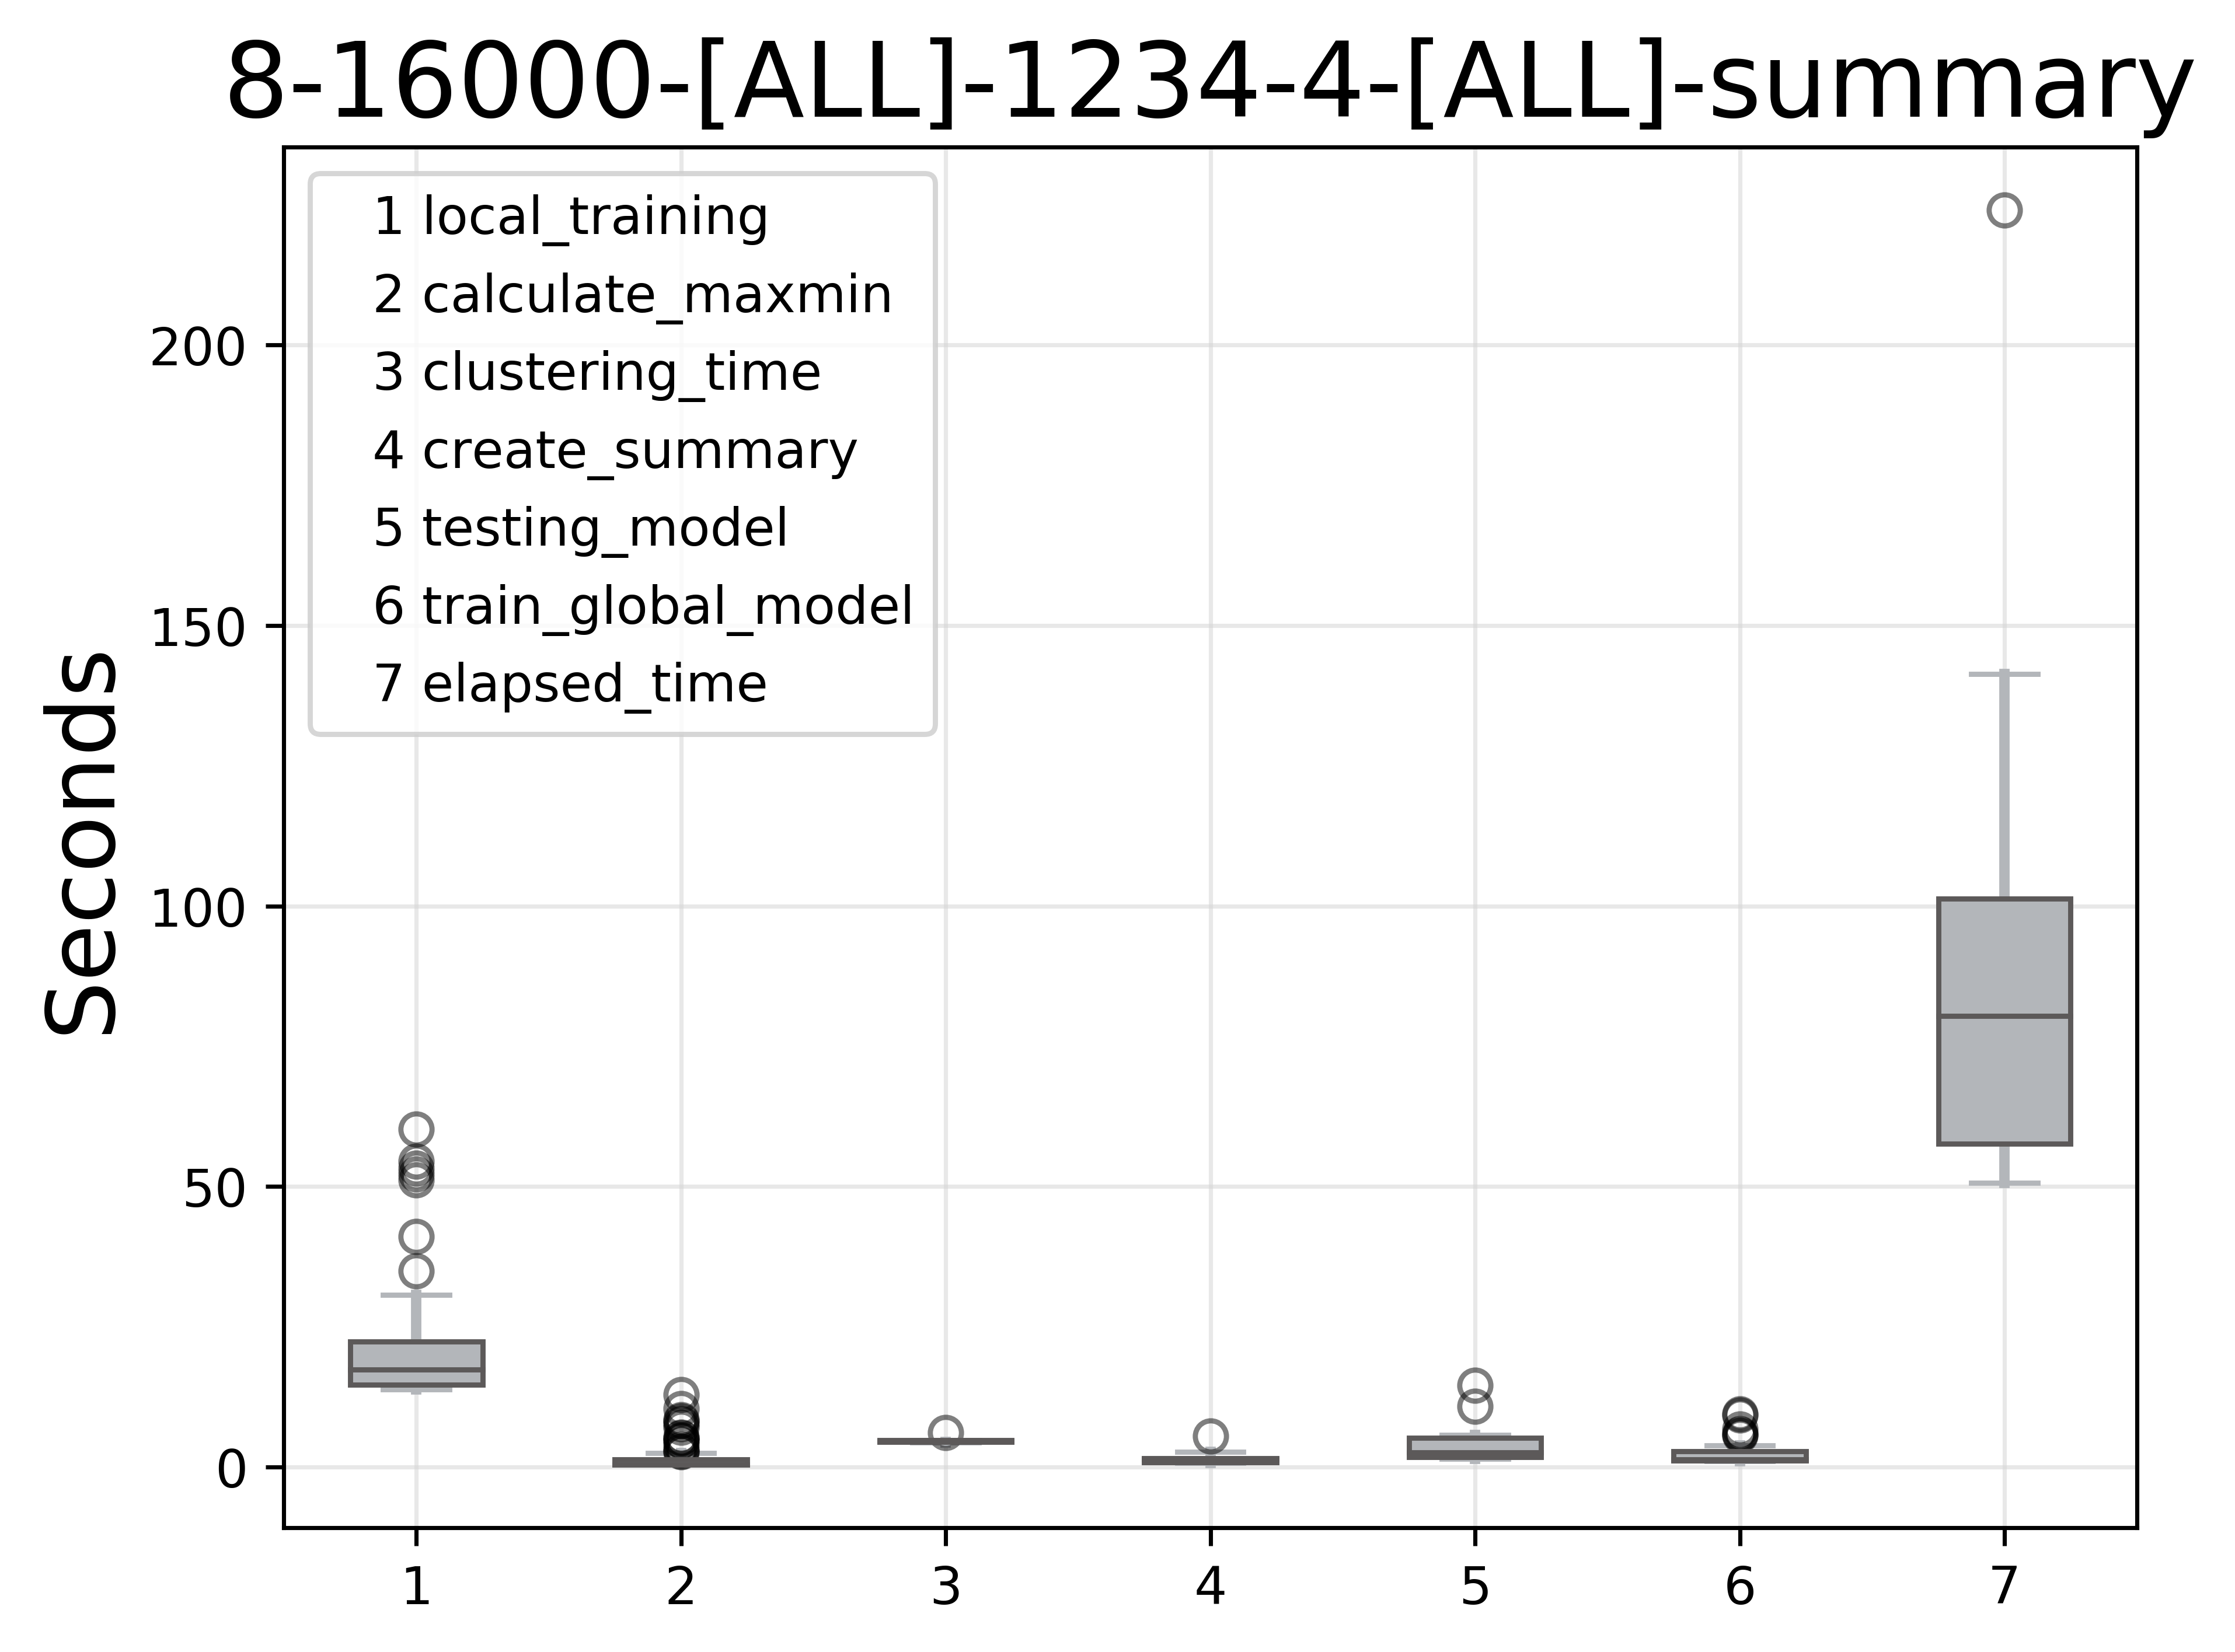 8-16000-[ALL]-1234-4-[ALL]-summary
1 local_training
2 calculate_maxmin
3 clustering_time
4 create_summary
5 testing_model
6 train_global_model
7 elapsed_time
Seconds
200
150
100
50
0
1 2 3 4 5 6 7